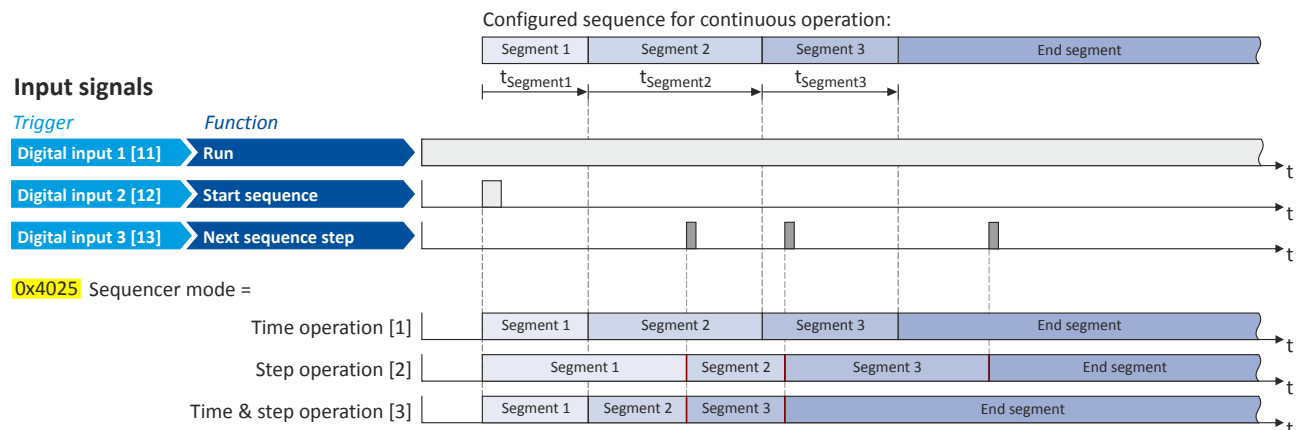 Configured sequence for continuous operation:
Segment 1 Segment 2 Segment 3 End segment
tSegment1 tSegment2 tSegment3
Input signals
Trigger Function
Digital input 1 [11] Run
t
Digital input 2 [12] Start sequence
t
Digital input 3 [13] Next sequence step
t
0x4025 Sequencer mode =
Time operation [1] Segment 1 Segment 2 Segment 3 End segment
t
Step operation [2] Segment 1 Segment 2 Segment 3 End segment
t
Time & step operation [3] Segment 1 Segment 2 Segment 3 End segment
t